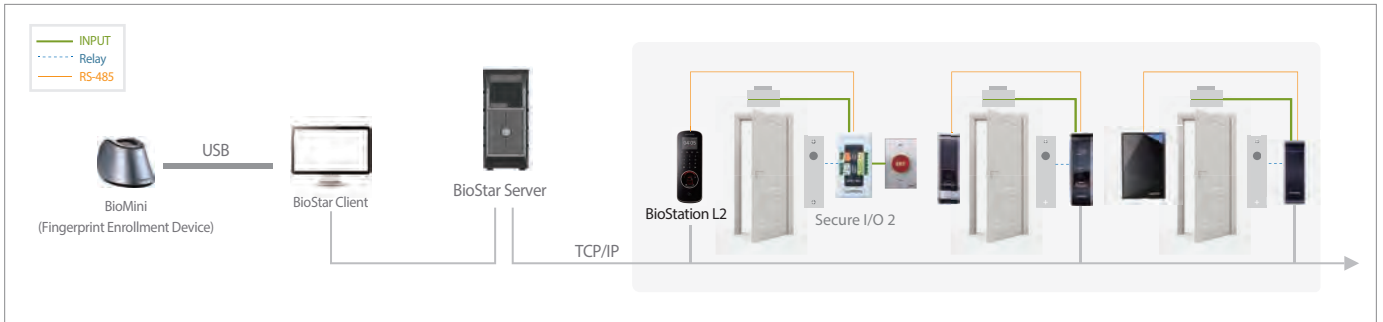 INPUT
Relay
RS-485
USB
BioMini
(Fingerprint Enrollment Device)
BioStar Client
BioStar Server
TCP/IP
BioStation L2
Secure I/O 2
EXIT